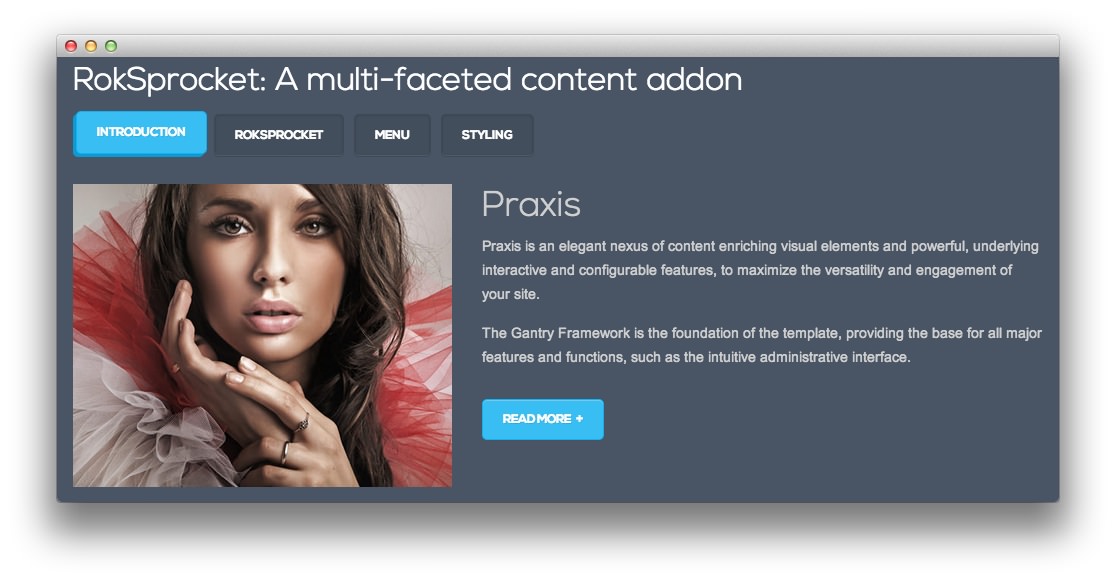 RokSprocket: A multi-faceted content addon
INTRODUCTION
ROKSPROCKET
MENU
STYLING
Praxis
Praxis is an elegant nexus of content enriching visual elements and powerful, underlying
interactive and configurable features, to maximize the versatility and engagement of
your site.
The Gantry Framework is the foundation of the template, providing the base for all major
features and functions, such as the intuitive administrative interface.
READ MORE +